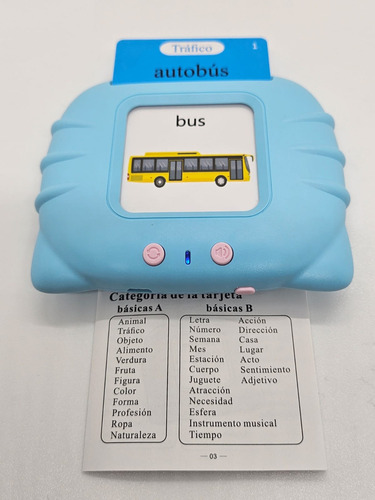 Tráfico
1
autobús
bus
Categoría de la tarjeta
básicas A
básicas B
Animal
Tráfico
Objeto
Alimento
Verdura
Fruta
Figura
Color
Forma
Profesión
Ropa
Naturaleza
Letra Acción
Número Dirección
Semana Casa
Mes Lugar
Estación Acto
Cuerpo Sentimiento
Juguete Adjetivo
Atracción
Necesidad
Esfera
Instrumento musical
Tiempo
— 03 —